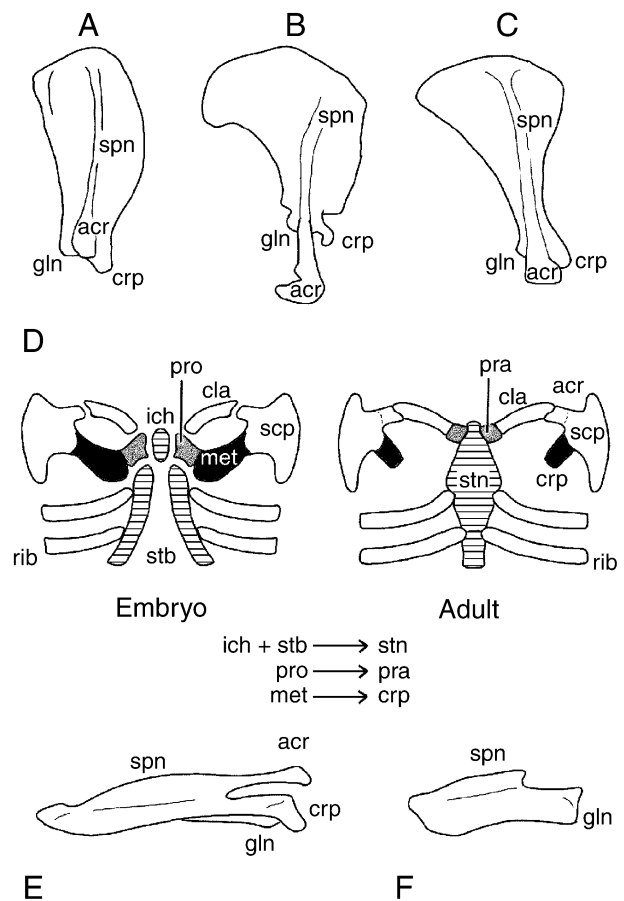 A B C
spn spn spn
acr
gln crp
gln crp
acr
gln acr crp
D
pro cla
ich scp
met
rib stb
Embryo
pra
cla acr
scp
stn crp
rib
Adult
ich + stb → stn
pro → pra
met → crp
acr
spn
crp
gln
spn
gln
E F